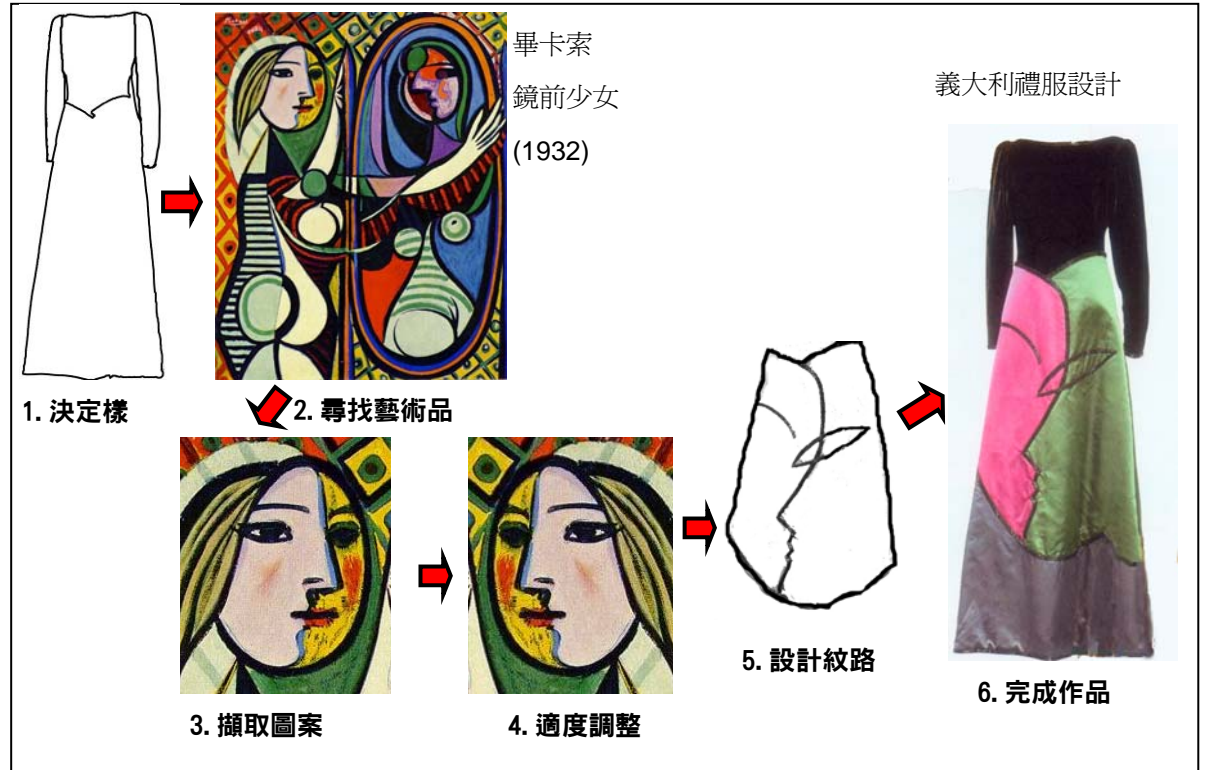 畢卡索
鏡前少女
(1932)
義大利禮服設計
1. 決定樣
2. 尋找藝術品
3. 擷取圖案
4. 適度調整
5. 設計紋路
6. 完成作品